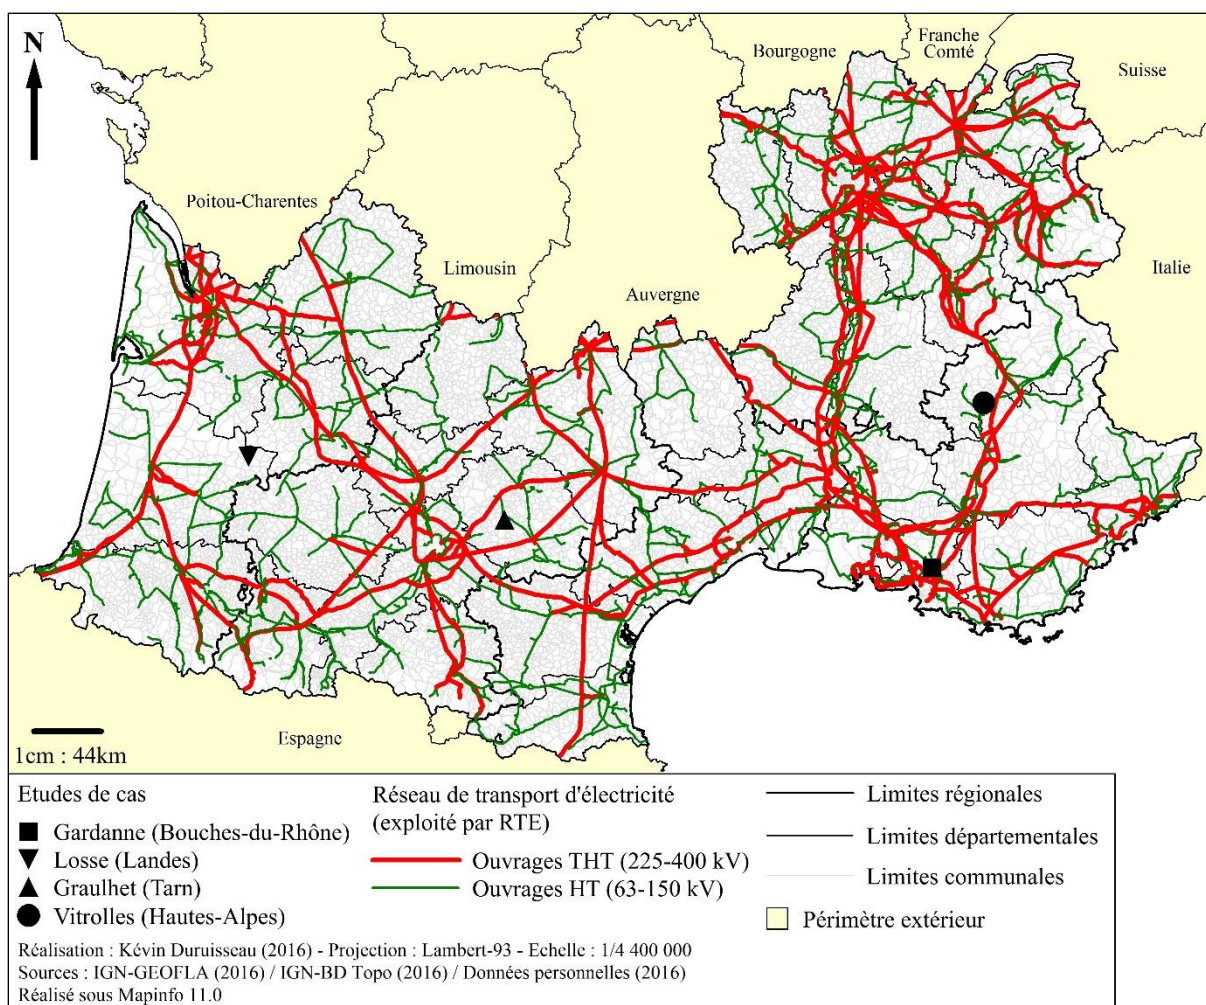 N
Bourgogne
Franche
Comté
Suisse
Poitou-Charentes
Limousin
Auvergne
Italie
Espagne
1cm : 44km
Etudes de cas
Gardanne (Bouches-du-Rhône)
Losse (Landes)
Graulhet (Tarn)
Vitrolles (Hautes-Alpes)
Réseau de transport d'électricité
(exploité par RTE)
Ouvrages THT (225-400 kV)
Ouvrages HT (63-150 kV)
Limites régionales
Limites départementales
Limites communales
Périmètre extérieur
Réalisation : Kévin Duruisseau (2016) - Projection : Lambert-93 - Echelle : 1/4 400 000
Sources : IGN-GEOFLA (2016) / IGN-BD Topo (2016) / Données personnelles (2016)
Réalisé sous Mapinfo 11.0